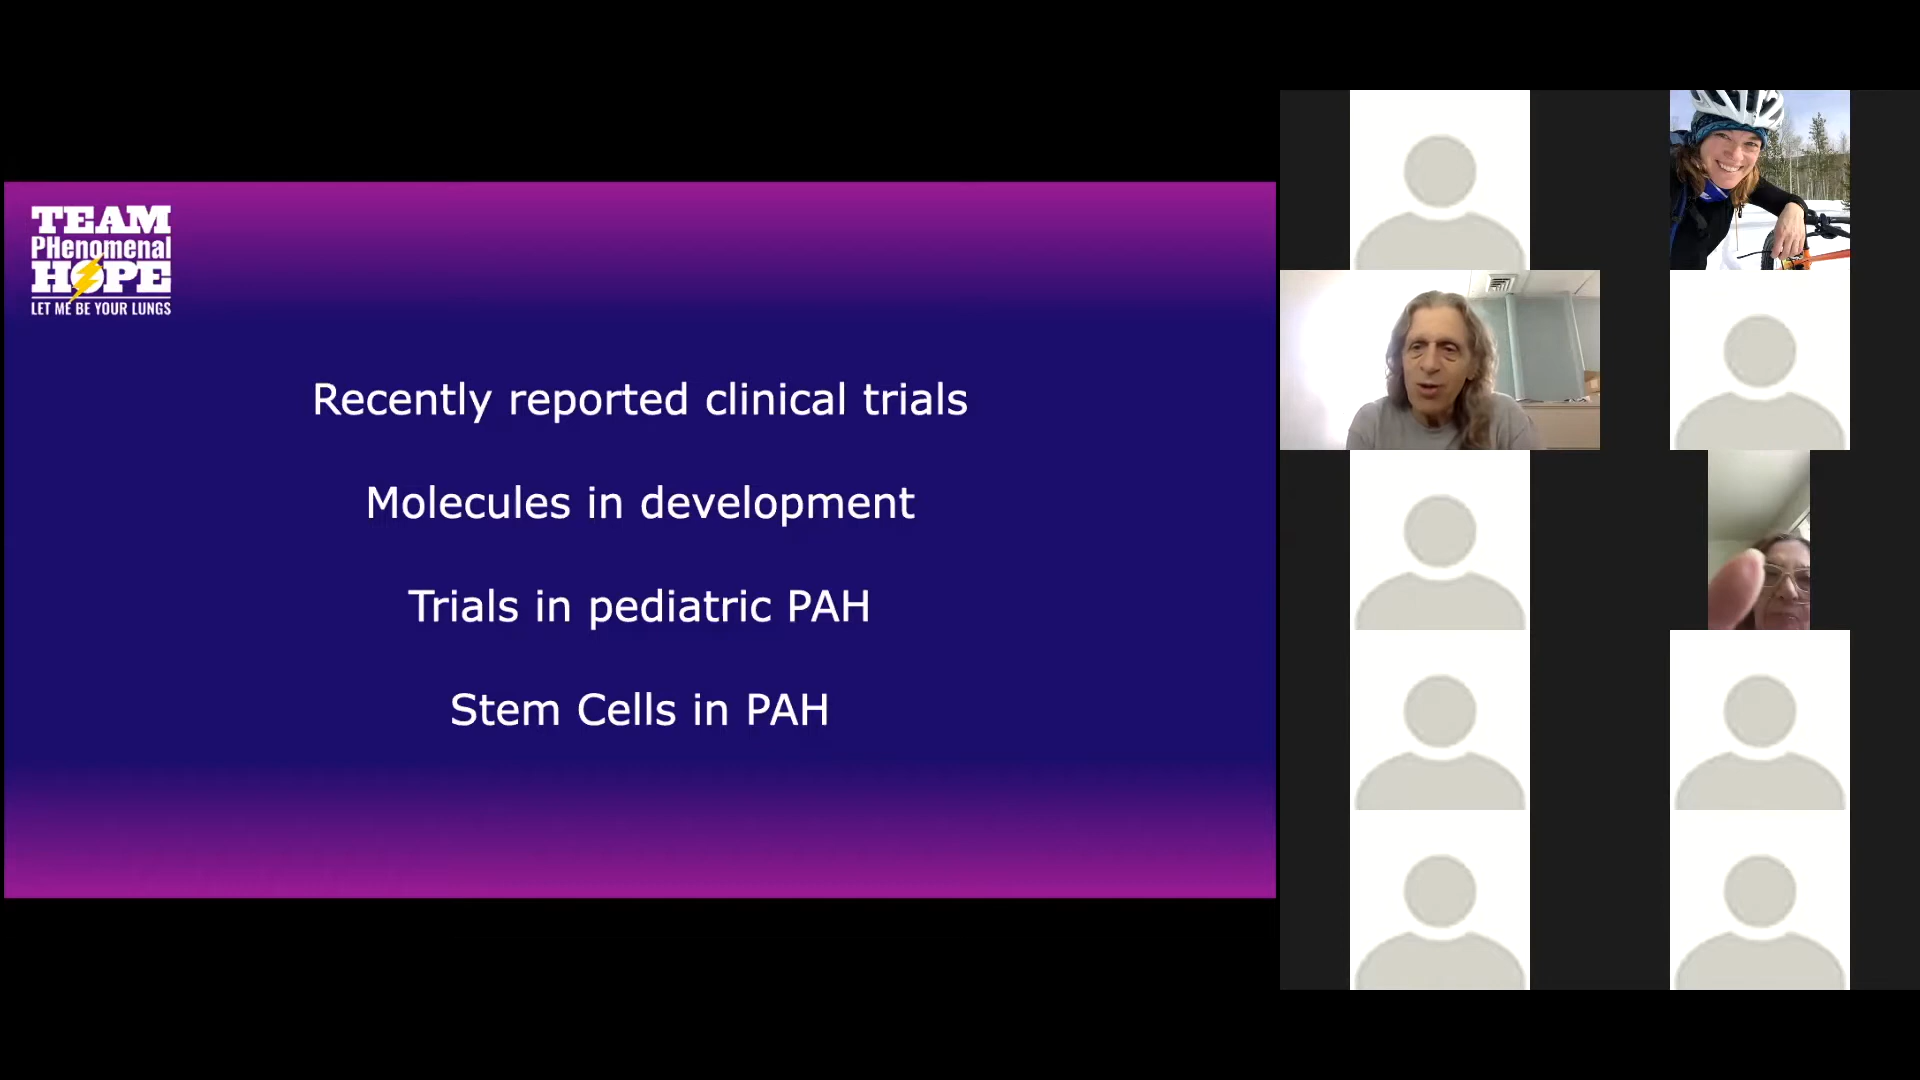 TEAM
PHenomenal
HOPE
LET ME BE YOUR LUNGS
Recently reported clinical trials
Molecules in development
Trials in pediatric PAH
Stem Cells in PAH